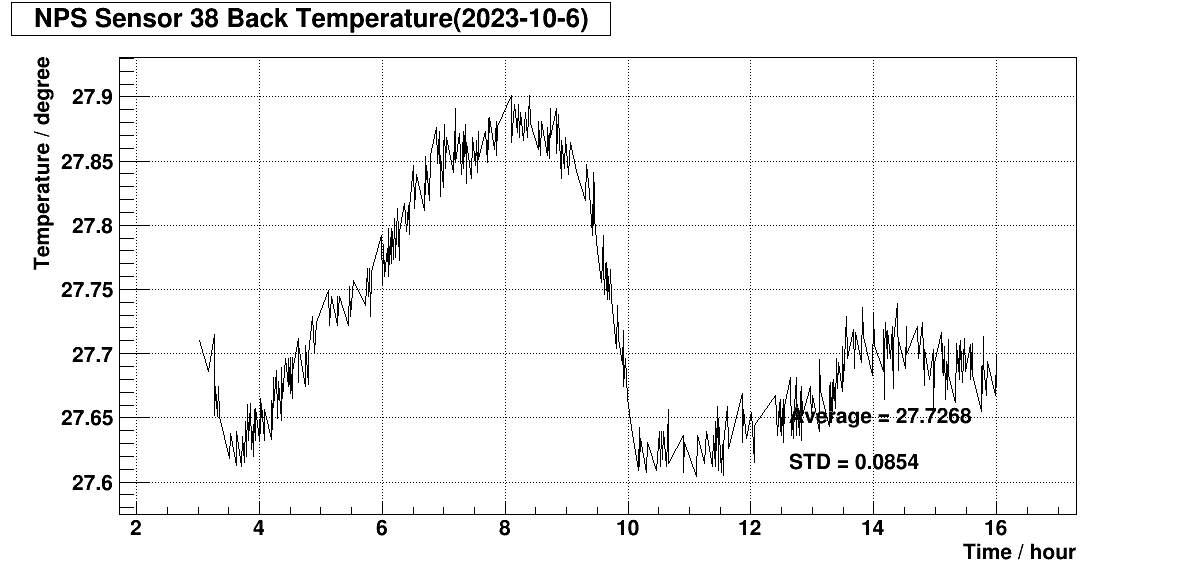 NPS Sensor 38 Back Temperature(2023-10-6)
Temperature / degree
27.9
27.85
27.8
27.75
27.7
27.65
27.6
Average = 27.7268
STD = 0.0854
2 4 6 8 10 12 14 16
Time / hour